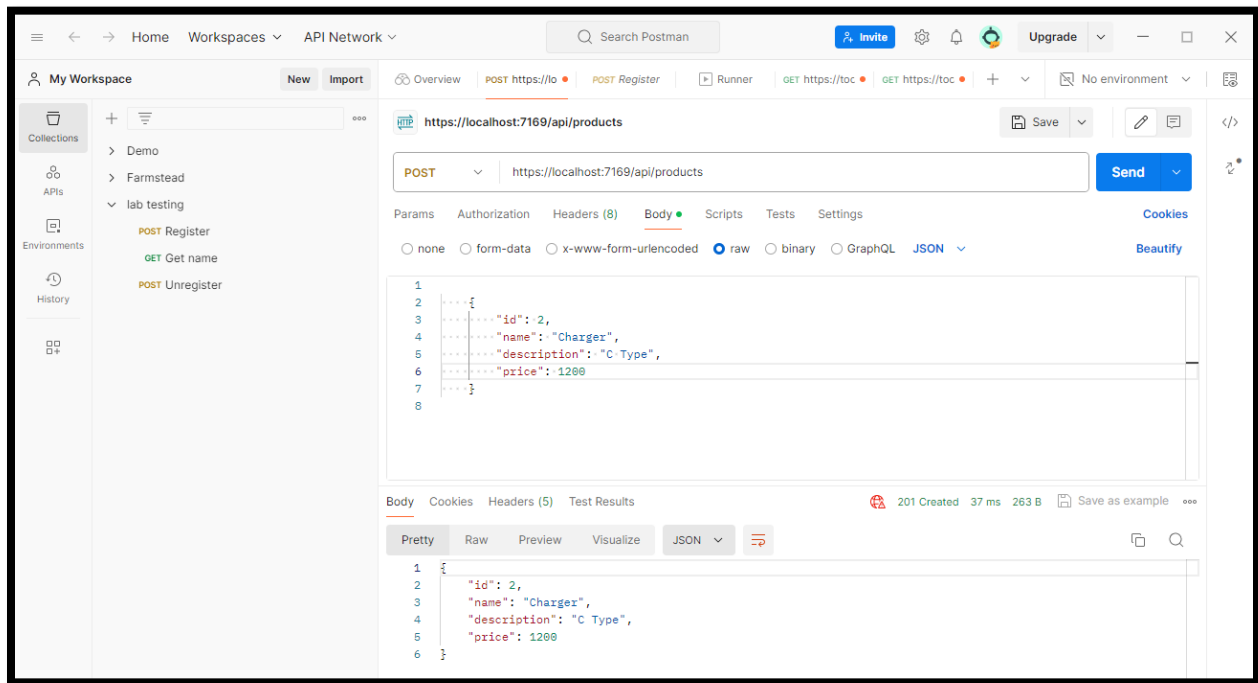 Home Workspaces API Network Search Postman Invite Upgrade
My Workspace New Import Overview POST https://lo POST Register Runner GET https://toc GET https://toc No environment
Collections
APIs
Environments
History
Demo
Farmstead
lab testing
POST Register
GET Get name
POST Unregister
HTTP https://localhost:7169/api/products Save </>
POST https://localhost:7169/api/products Send
Params Authorization Headers (8) Body Scripts Tests Settings Cookies
none form-data x-www-form-urlencoded raw binary GraphQL JSON Beautify
1
2 {
3 "id": 2,
4 "name": "Charger",
5 "description": "C Type",
6 "price": 1200
7 }
8
Body Cookies Headers (5) Test Results 201 Created 37 ms 263 B Save as example
Pretty Raw Preview Visualize JSON
1 {
2 "id": 2,
3 "name": "Charger",
4 "description": "C Type",
5 "price": 1200
6 }